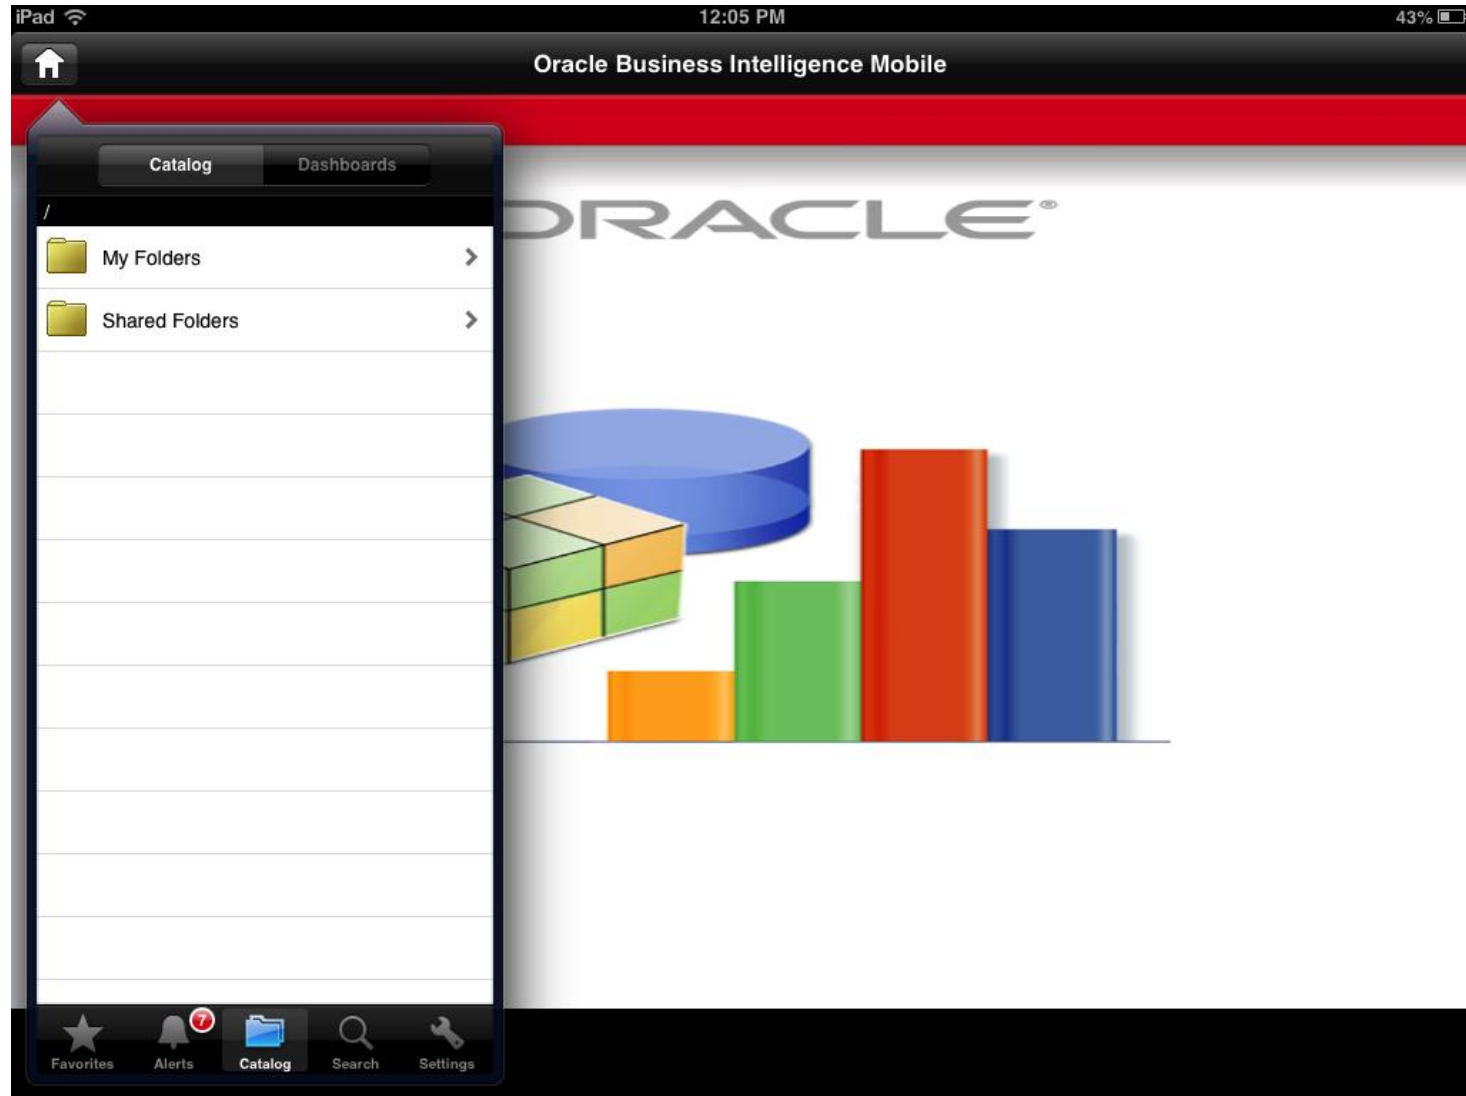 iPad 12:05 PM 43%
Oracle Business Intelligence Mobile
Catalog Dashboards
/
ORACLE®
My Folders
Shared Folders
7
Favorites Alerts Catalog Search Settings